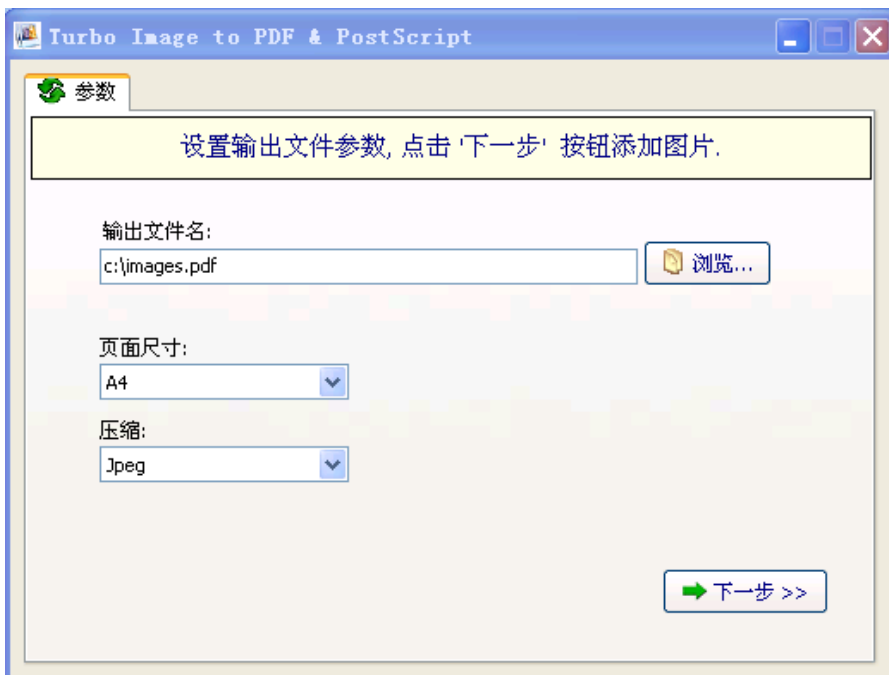 Turbo Image to PDF & PostScript
参数
设置输出文件参数, 点击 '下一步' 按钮添加图片.
输出文件名:
c:\images.pdf
浏览...
页面尺寸:
A4
压缩:
Jpeg
下一步 >>